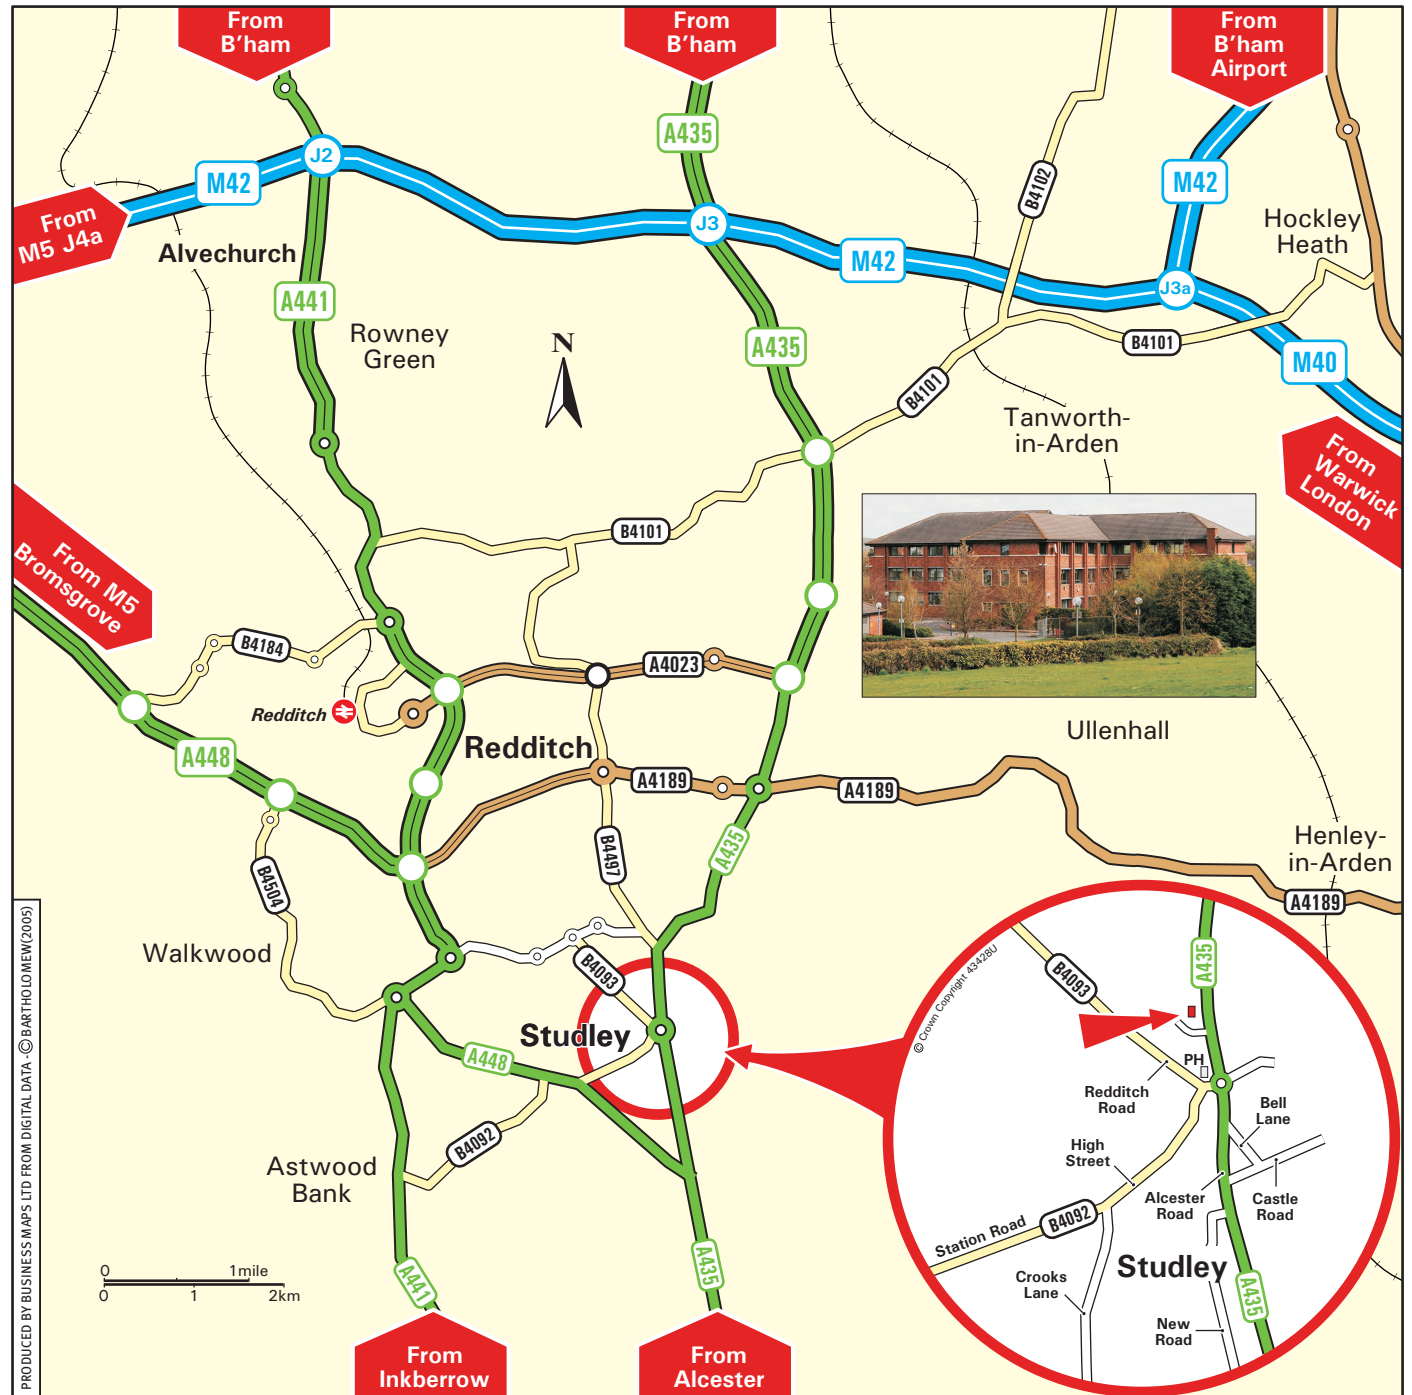 From
B'ham
From
B'ham
From
B'ham
Airport
A435
J2
M42
M42
B4102
From
M5 J4a
Alvechurch
J3
Hockley
Heath
M42
J3a
A441
Rowney
Green
N
A435
B4101
M40
B4101
Tanworth-
in-Arden
From
Warwick
London
B4101
From M5
Bromsgrove
B4184
A4023
Redditch
Ullenhall
Redditch
A448
A4189
A4189
A435
B4497
Henley-
in-Arden
B4504
A4189
Walkwood
B4093
Studley
A448
B4092
Astwood
Bank
A441
A435
0 1mile
0 1 2km
From
Inkberrow
From
Alcester
© Crown Copyright 43428U
A435
B4093
PH
Redditch
Road
Bell
Lane
High
Street
Alcester
Road
Castle
Road
Station Road
B4092
Studley
Crooks
Lane
A435
New
Road
PRODUCED BY BUSINESS MAPS LTD FROM DIGITAL DATA - © BARTHOLOMEW(2005)